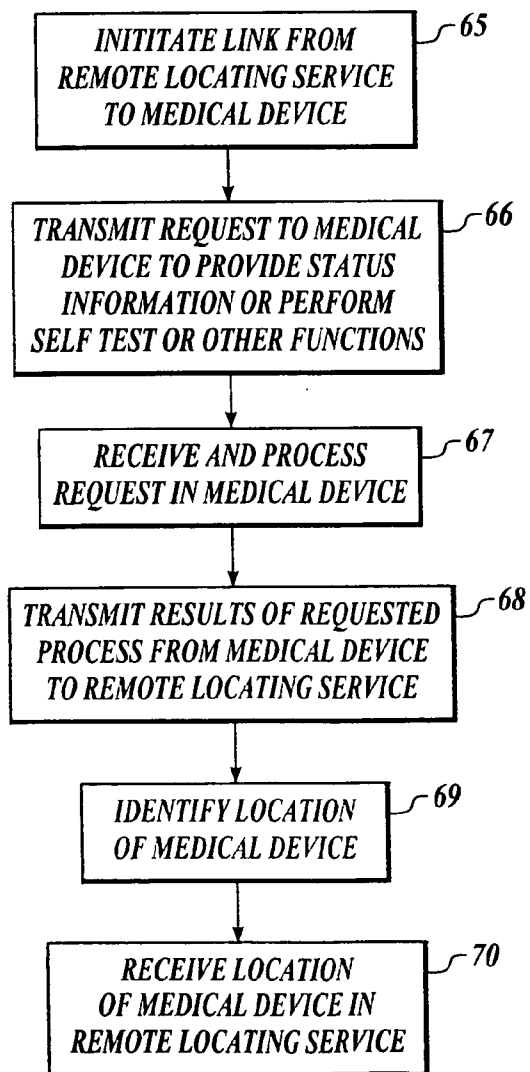 INITITATE LINK FROM
REMOTE LOCATING SERVICE
TO MEDICAL DEVICE
65
TRANSMIT REQUEST TO MEDICAL
DEVICE TO PROVIDE STATUS
INFORMATION OR PERFORM
SELF TEST OR OTHER FUNCTIONS
66
RECEIVE AND PROCESS
REQUEST IN MEDICAL DEVICE
67
TRANSMIT RESULTS OF REQUESTED
PROCESS FROM MEDICAL DEVICE
TO REMOTE LOCATING SERVICE
68
IDENTIFY LOCATION
OF MEDICAL DEVICE
69
RECEIVE LOCATION
OF MEDICAL DEVICE IN
REMOTE LOCATING SERVICE
70